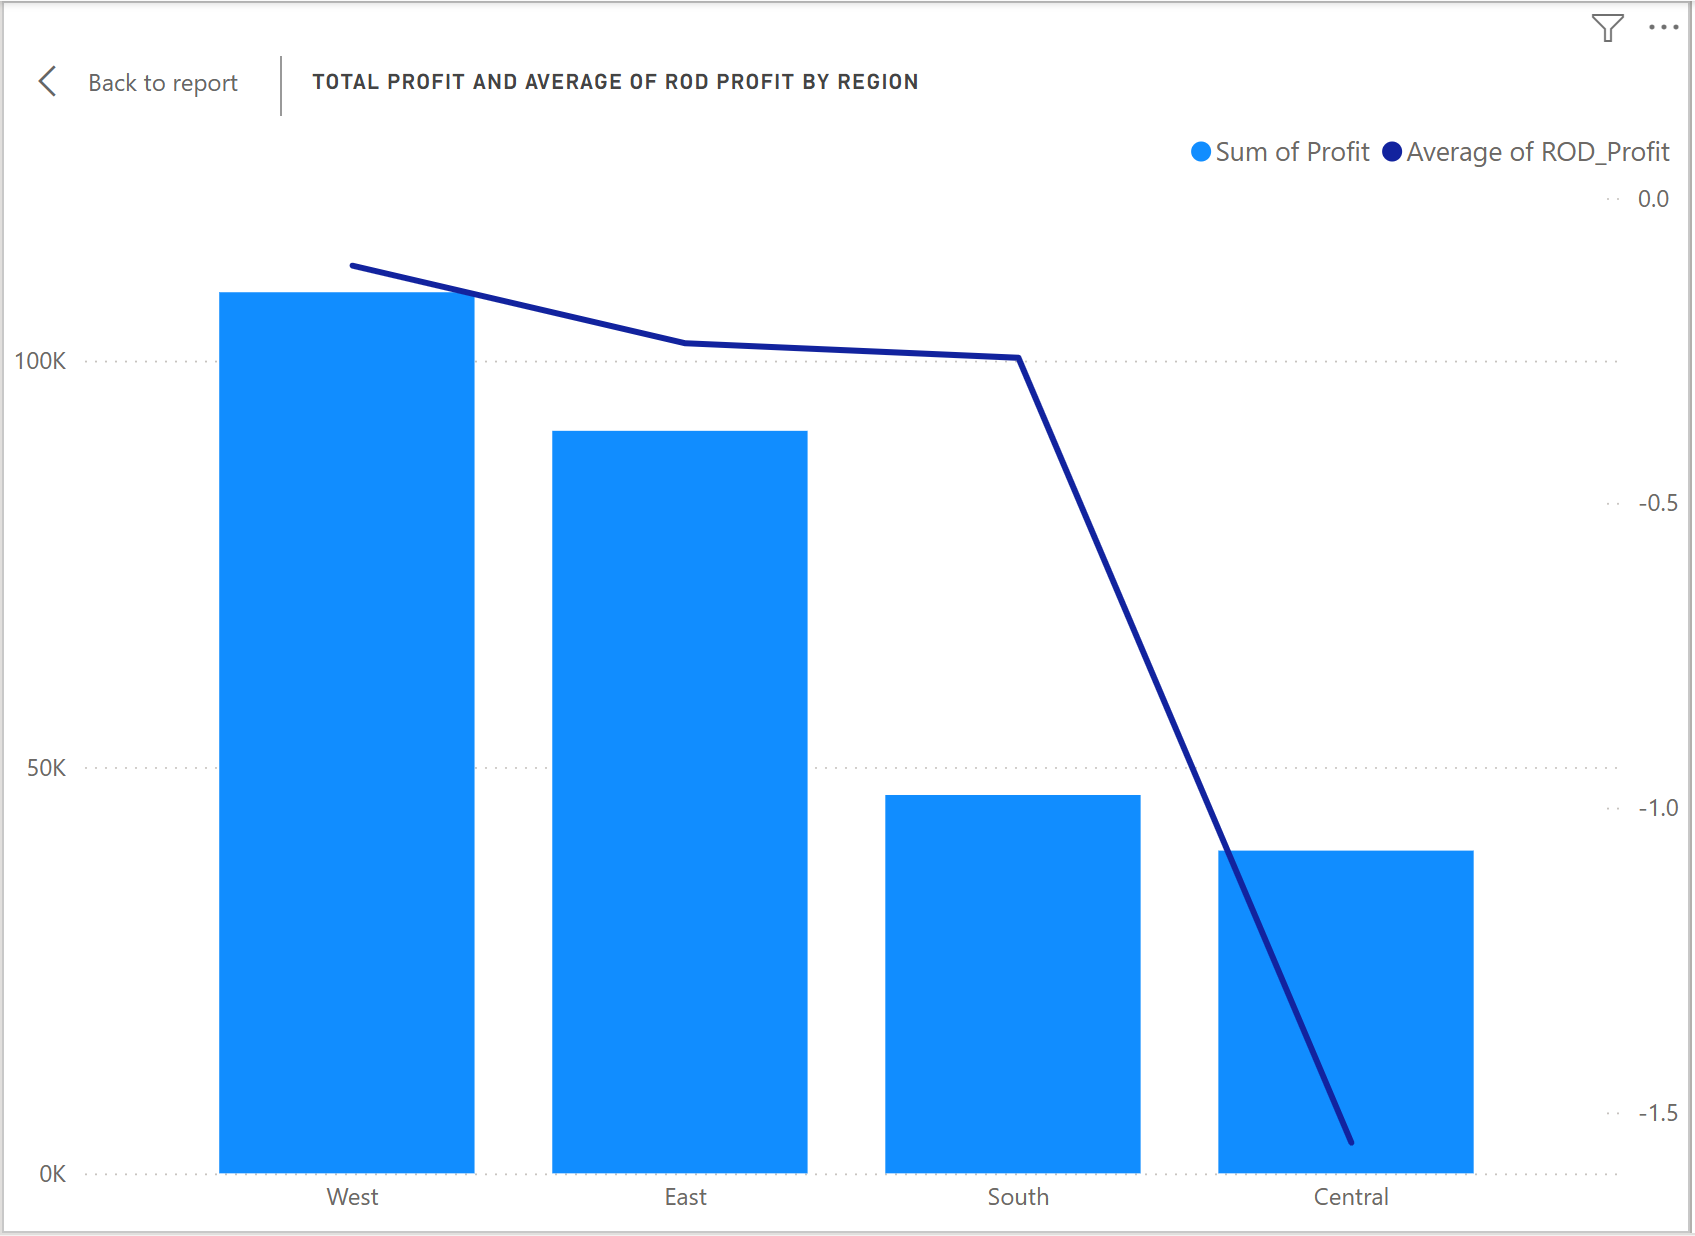 Back to report
TOTAL PROFIT AND AVERAGE OF ROD PROFIT BY REGION
Sum of Profit Average of ROD_Profit
0.0
100K
-0.5
50K
-1.0
-1.5
0K
West East South Central